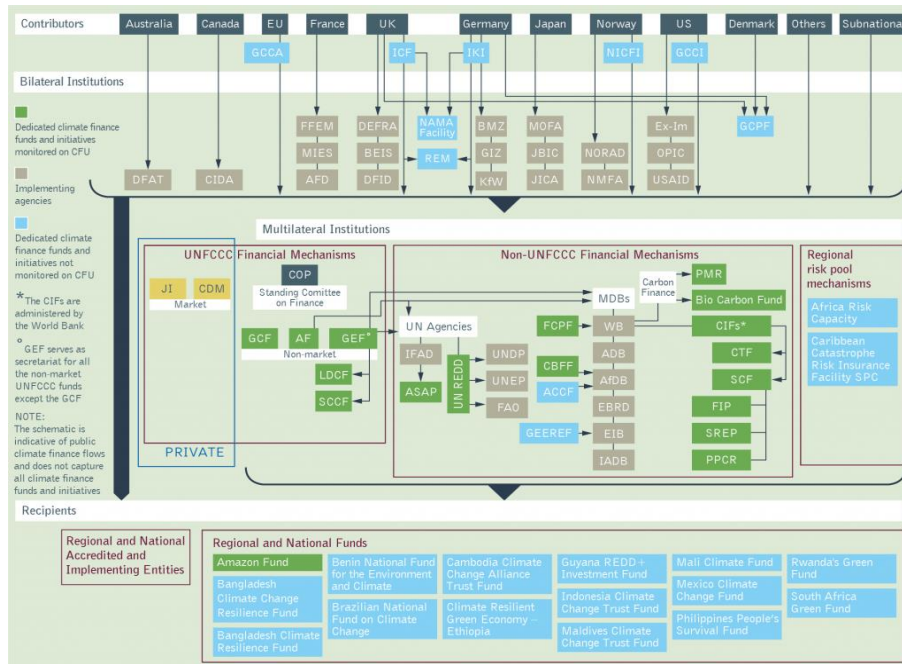 Contributors
Australia
Canada
EU
France
UK
Germany
Japan
Norway
US
Denmark
Others
Subnational
GCCA
ICF
IKI
NICFI
GCCI
Bilateral Institutions
Dedicated climate finance
funds and initiatives
monitored on CFU
Implementing
agencies
Dedicated climate
finance funds and
initiatives not
monitored on CFU
*The CIFs are
administered by
the World Bank
° GEF serves as
secretariat for all
the non-market
UNFCCC funds
except the GCF
NOTE:
The schematic is
indicative of public
climate finance flows
and does not capture
all climate finance
funds and initiatives
DFAT
CIDA
FFEM
MIES
AFD
DEFRA
BEIS
DFID
NAMA
Facility
REM
BMZ
GIZ
KfW
MOFA
JBIC
JICA
NORAD
NMFA
Ex-Im
OPIC
USAID
GCPF
Multilateral Institutions
UNFCCC Financial Mechanisms
JI
CDM
Market
COP
Standing Comittee
on Finance
GCF
AF
GEF°
Non-market
LDCF
SCCF
PRIVATE
Non-UNFCCC Financial Mechanisms
UN Agencies
IFAD
ASAP
UN REDD
UNDP
UNEP
FAO
MDBs
FCPF
WB
ADB
CBFF
AfDB
ACCF
EBRD
GEEREF
EIB
IADB
Carbon
Finance
PMR
Bio Carbon Fund
CIFs*
CTF
SCF
FIP
SREP
PPCR
Regional
risk pool
mechanisms
Africa Risk
Capacity
Caribbean
Catastrophe
Risk Insurance
Facility SPC
Recipients
Regional and National
Accredited and
Implementing Entities
Regional and National Funds
Amazon Fund
Bangladesh
Climate Change
Resilience Fund
Bangladesh Climate
Resilience Fund
Benin National Fund
for the Environment
and Climate
Brazilian National
Fund on Climate
Change
Cambodia Climate
Change Alliance
Trust Fund
Climate Resilient
Green Economy –
Ethiopia
Guyana REDD+
Investment Fund
Indonesia Climate
Change Trust Fund
Maldives Climate
Change Trust Fund
Mali Climate Fund
Mexico Climate
Change Fund
Philippines People's
Survival Fund
Rwanda's Green
Fund
South Africa
Green Fund